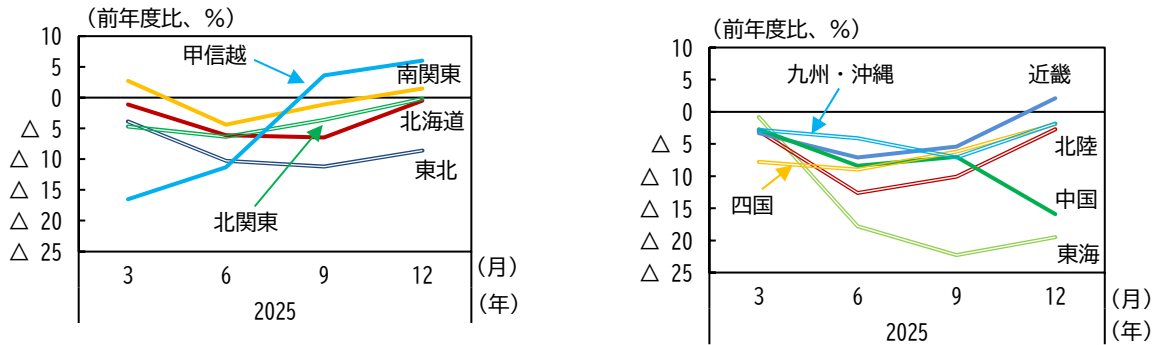 (前年度比、%)
10
5
0
△ 5
△ 10
△ 15
△ 20
△ 25
甲信越
南関東
北海道
東北
北関東
3 6 9 12 (月)
2025 (年)
(前年度比、%)
10
5
0
△ 5
△ 10
△ 15
△ 20
△ 25
九州・沖縄
近畿
北陸
四国
中国
東海
3 6 9 12 (月)
2025 (年)